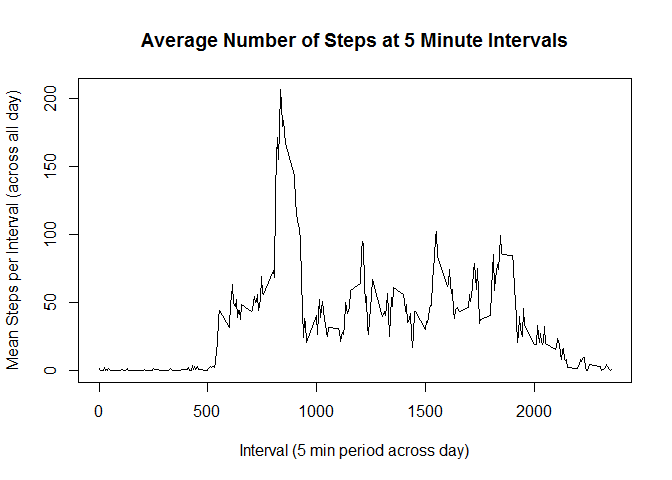 Average Number of Steps at 5 Minute Intervals
Mean Steps per Interval (across all day)
200
150
100
50
0
0 500 1000 1500 2000
Interval (5 min period across day)